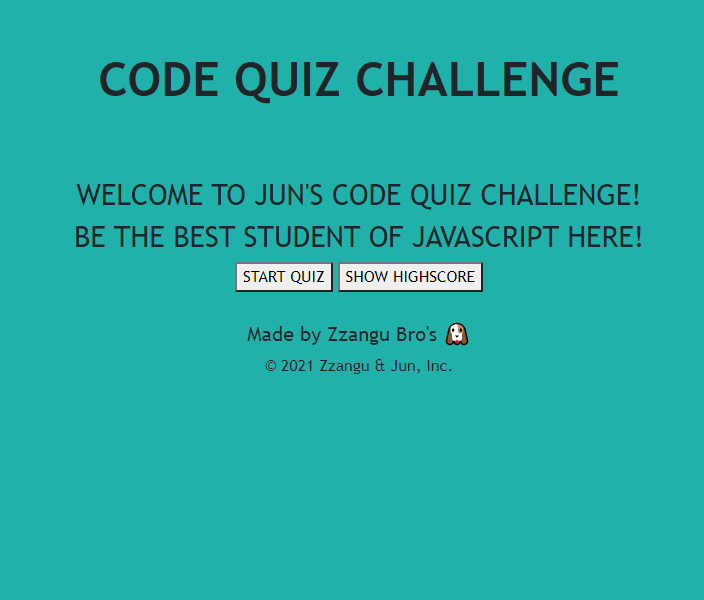 CODE QUIZ CHALLENGE
WELCOME TO JUN'S CODE QUIZ CHALLENGE!
BE THE BEST STUDENT OF JAVASCRIPT HERE!
START QUIZ SHOW HIGHSCORE
Made by Zzangu Bro's 🐶
© 2021 Zzangu & Jun, Inc.